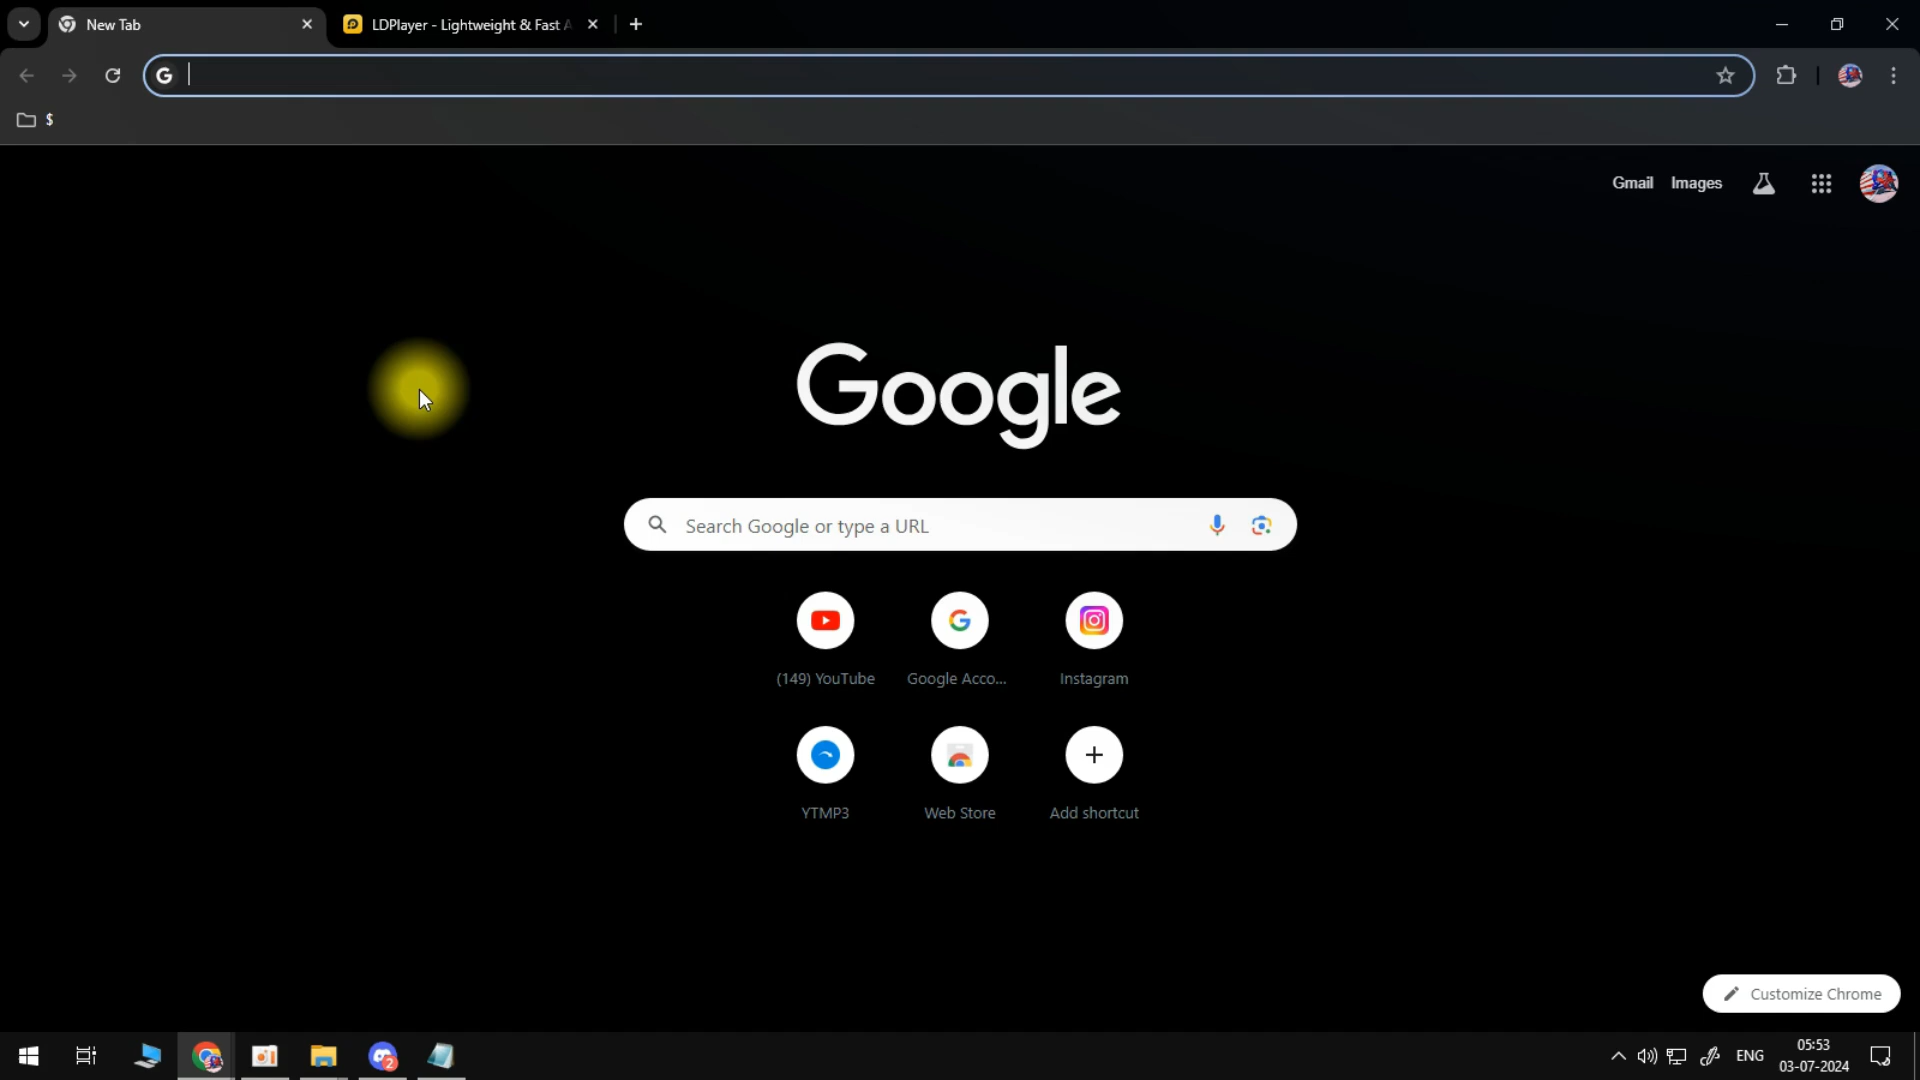 New Tab
LDPlayer - Lightweight & Fast A
$
Gmail Images
Google
Search Google or type a URL
(149) YouTube Google Acco... Instagram
YTMP3 Web Store Add shortcut
Customize Chrome
2
ENG
05:53
03-07-2024